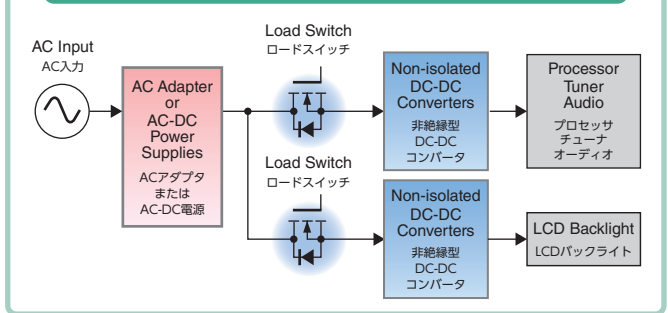 AC Input
AC入力
AC Adapter
or
AC-DC
Power
Supplies
ACアダプタ
または
AC-DC電源
Load Switch
ロードスイッチ
Non-isolated
DC-DC
Converters
非絶縁型
DC-DC
コンバータ
Processor
Tuner
Audio
プロセッサ
チューナ
オーディオ
Load Switch
ロードスイッチ
Non-isolated
DC-DC
Converters
非絶縁型
DC-DC
コンバータ
LCD Backlight
LCDバックライト